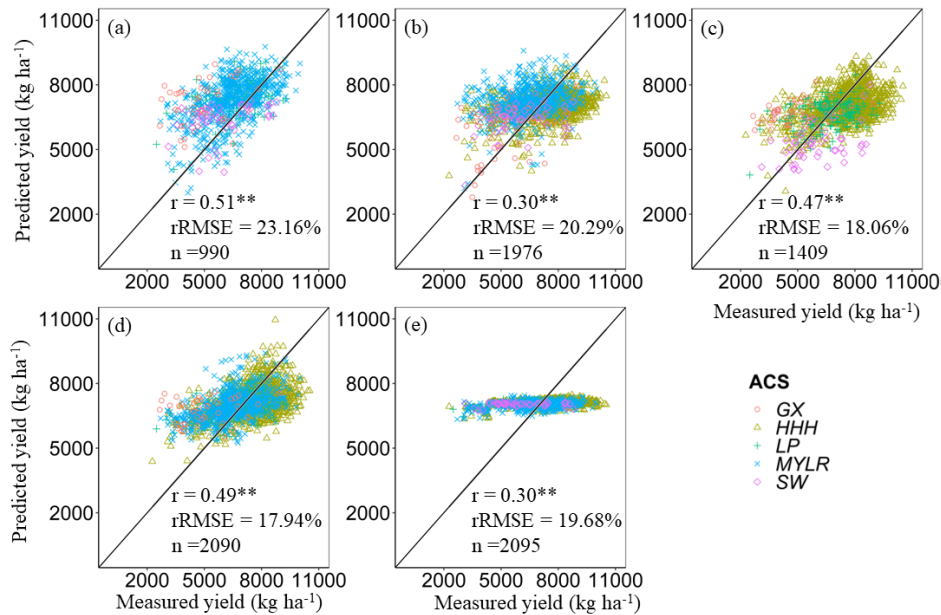 11000
(a)
8000
5000
2000
r = 0.51**
rRMSE = 23.16%
n =990
2000 5000 8000 11000
Predicted yield (kg ha-1)
11000
(b)
8000
5000
2000
r = 0.30**
rRMSE = 20.29%
n =1976
2000 5000 8000 11000
11000
(c)
8000
5000
2000
r = 0.47**
rRMSE = 18.06%
n =1409
2000 5000 8000 11000
Measured yield (kg ha-1)
11000
(d)
8000
5000
2000
r = 0.49**
rRMSE = 17.94%
n =2090
2000 5000 8000 11000
Measured yield (kg ha-1)
Predicted yield (kg ha-1)
11000
(e)
8000
5000
2000
r = 0.30**
rRMSE = 19.68%
n =2095
2000 5000 8000 11000
Measured yield (kg ha-1)
ACS
GX
HHH
LP
MYLR
SW